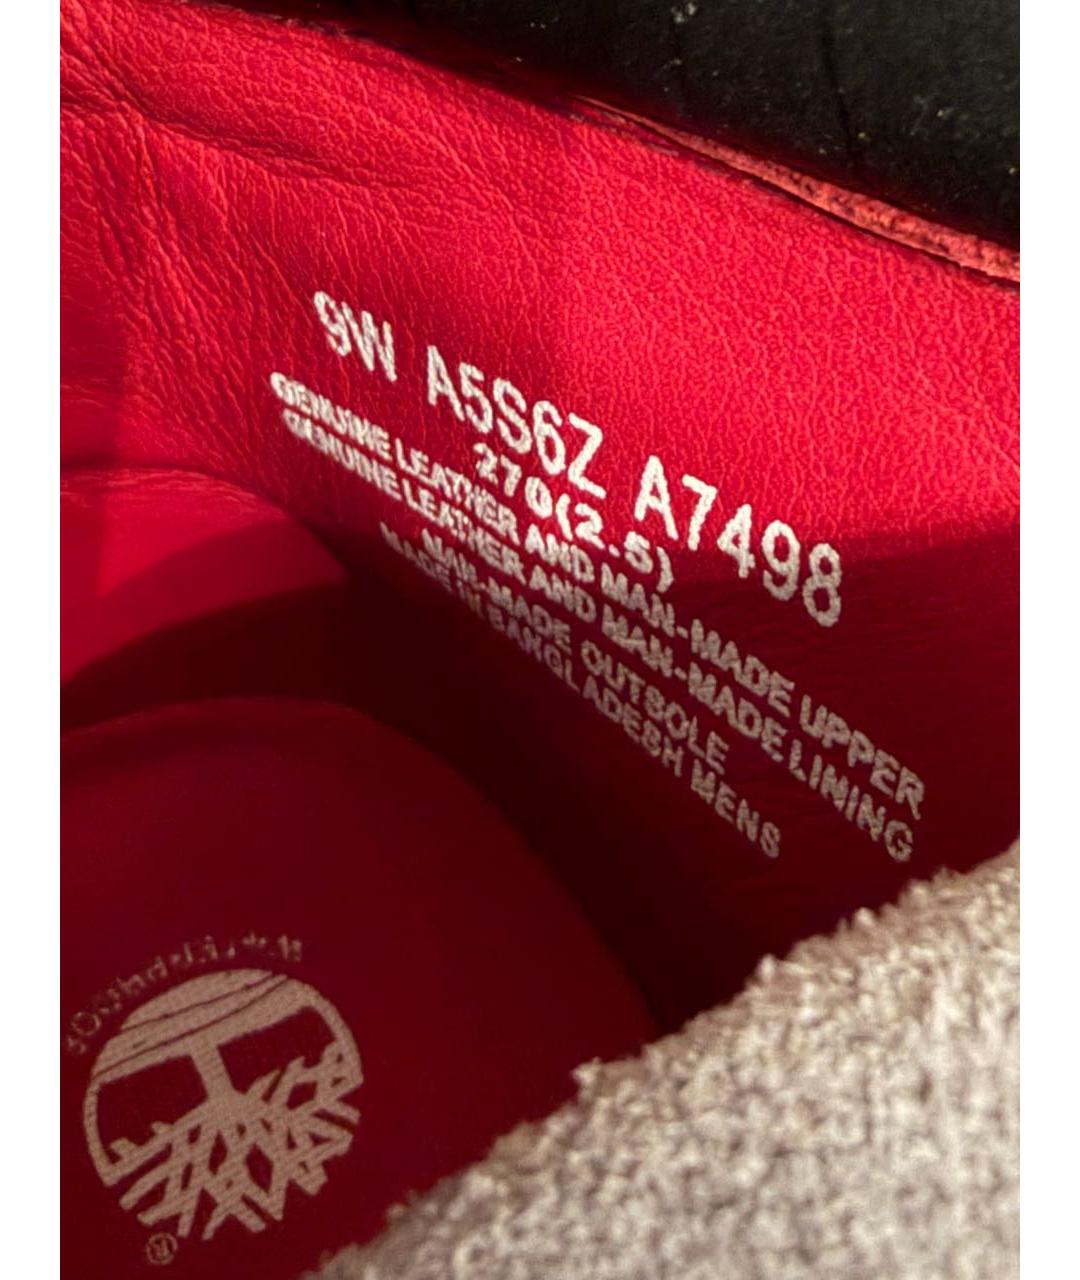 9W A5S6Z A7498
270(2.5)
GENUINE LEATHER AND MAN-MADE UPPER
GENUINE LEATHER AND MAN-MADE LINING
MAN-MADE OUTSOLE
MADE IN BANGLADESH MENS
®